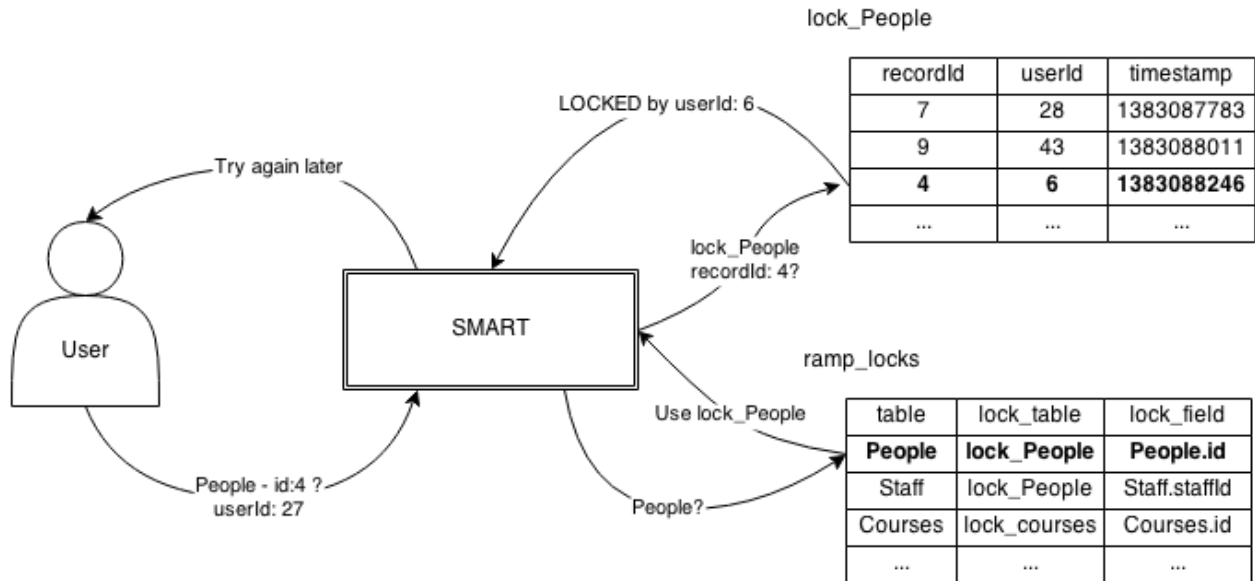 lock_People
recordId userId timestamp
7 28 1383087783
9 43 1383088011
4 6 1383088246
... ... ...
LOCKED by userId: 6
Try again later
lock_People
recordId: 4?
SMART
User
ramp_locks
Use lock_People
table lock_table lock_field
People lock_People People.id
Staff lock_People Staff.staffId
Courses lock_courses Courses.id
... ... ...
People - id:4 ?
userId: 27
People?